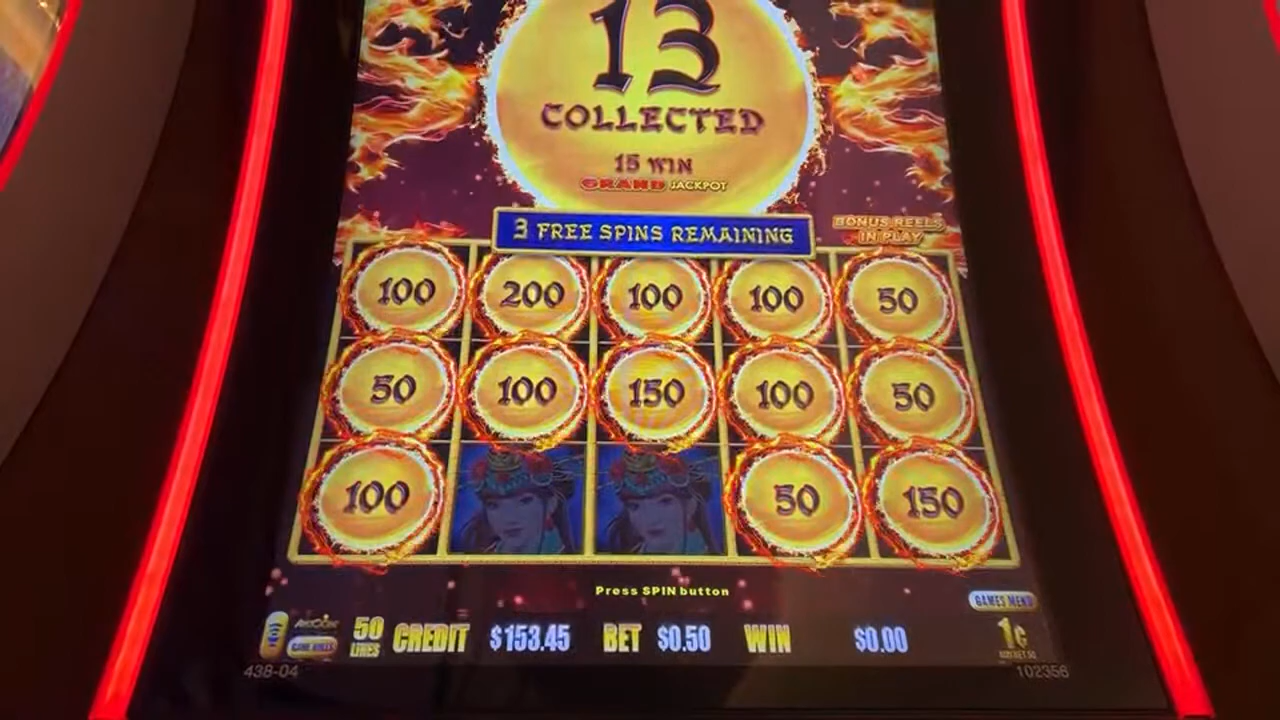 13
COLLECTED
15 WIN
GRAND JACKPOT
3 FREE SPINS REMAINING
BONUS REELS
IN PLAY
100 200 100 100 50
50 100 150 100 50
100 50 150
Press SPIN button
GAMES MENU
50 LINES CREDIT $153.45 BET $0.50 WIN $0.00 1¢
438-04 102356